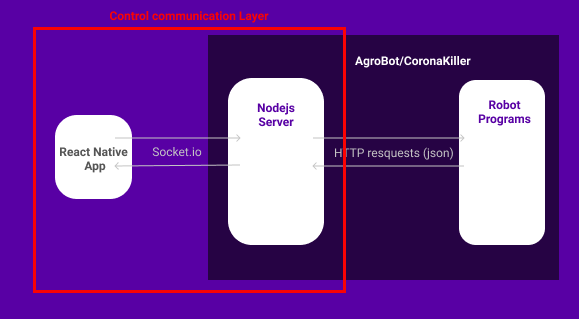 Control communication Layer
AgroBot/CoronaKiller
Nodejs
Server
Robot
Programs
React Native
App
Socket.io
HTTP resquests (json)